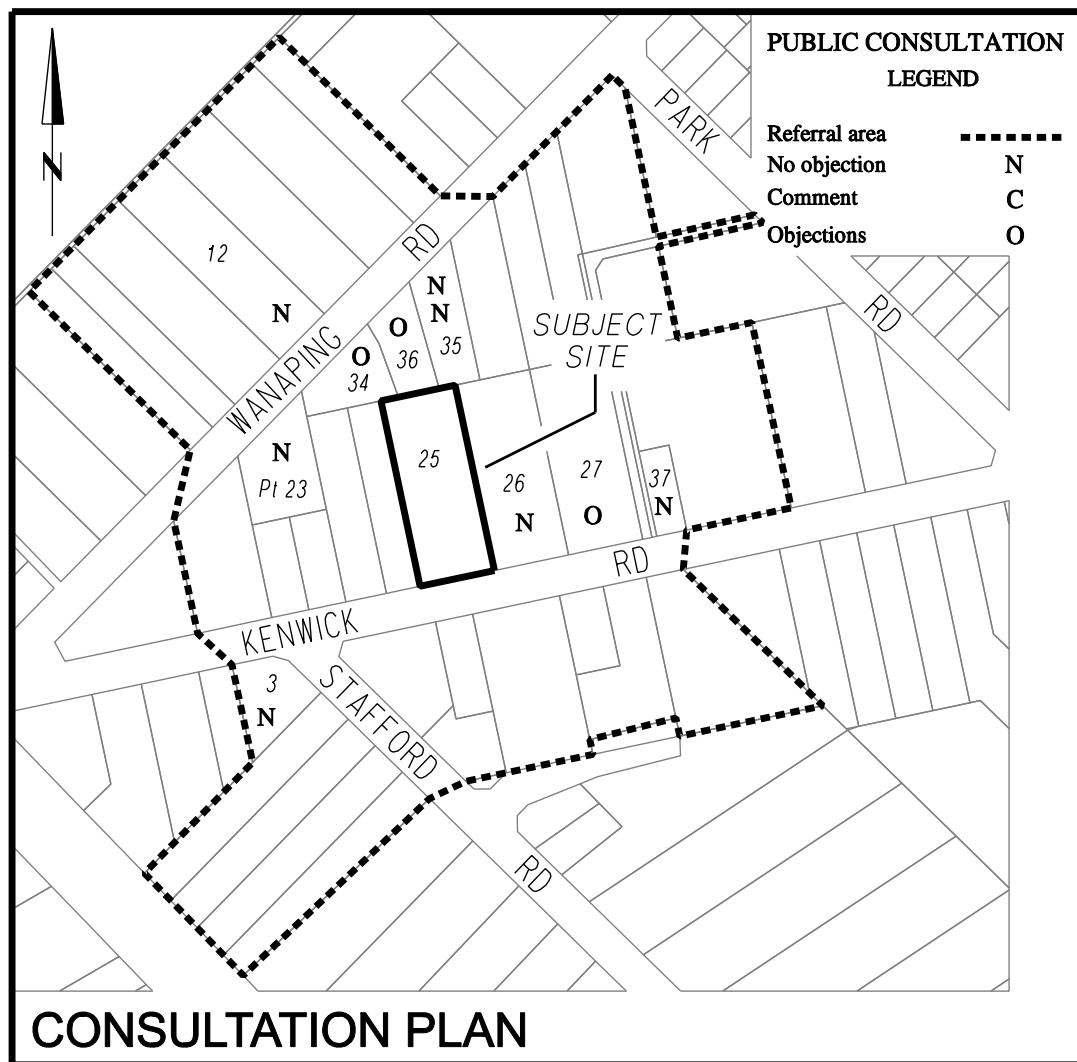 PUBLIC CONSULTATION
LEGEND
Referral area
No objection N
Comment C
Objections O
N
PARK
RD
WANAPING
RD
12
N
N
N
35
O
36
O
34
SUBJECT
SITE
N
Pt 23
25
26
N
27
O
37
N
KENWICK
RD
3
N
STAFFORD
RD
CONSULTATION PLAN